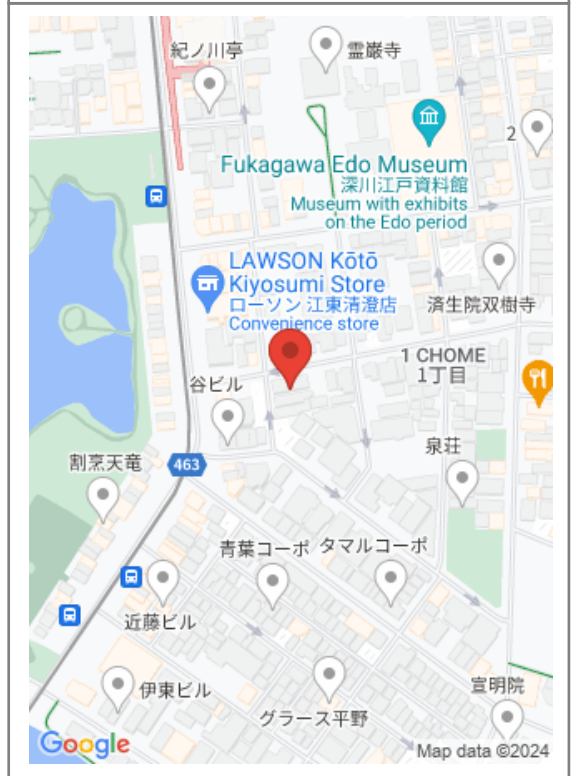 紀ノ川亭
霊巌寺
2
Fukagawa Edo Museum
深川江戸資料館
Museum with exhibits
on the Edo period
LAWSON Kōtō
Kiyosumi Store
ローソン 江東清澄店
Convenience store
済生院双樹寺
1 CHOME
1丁目
谷ビル
割烹天竜
463
泉荘
青葉コーポ
タマルコーポ
近藤ビル
伊東ビル
宣明院
グラース平野
Google
Map data ©2024